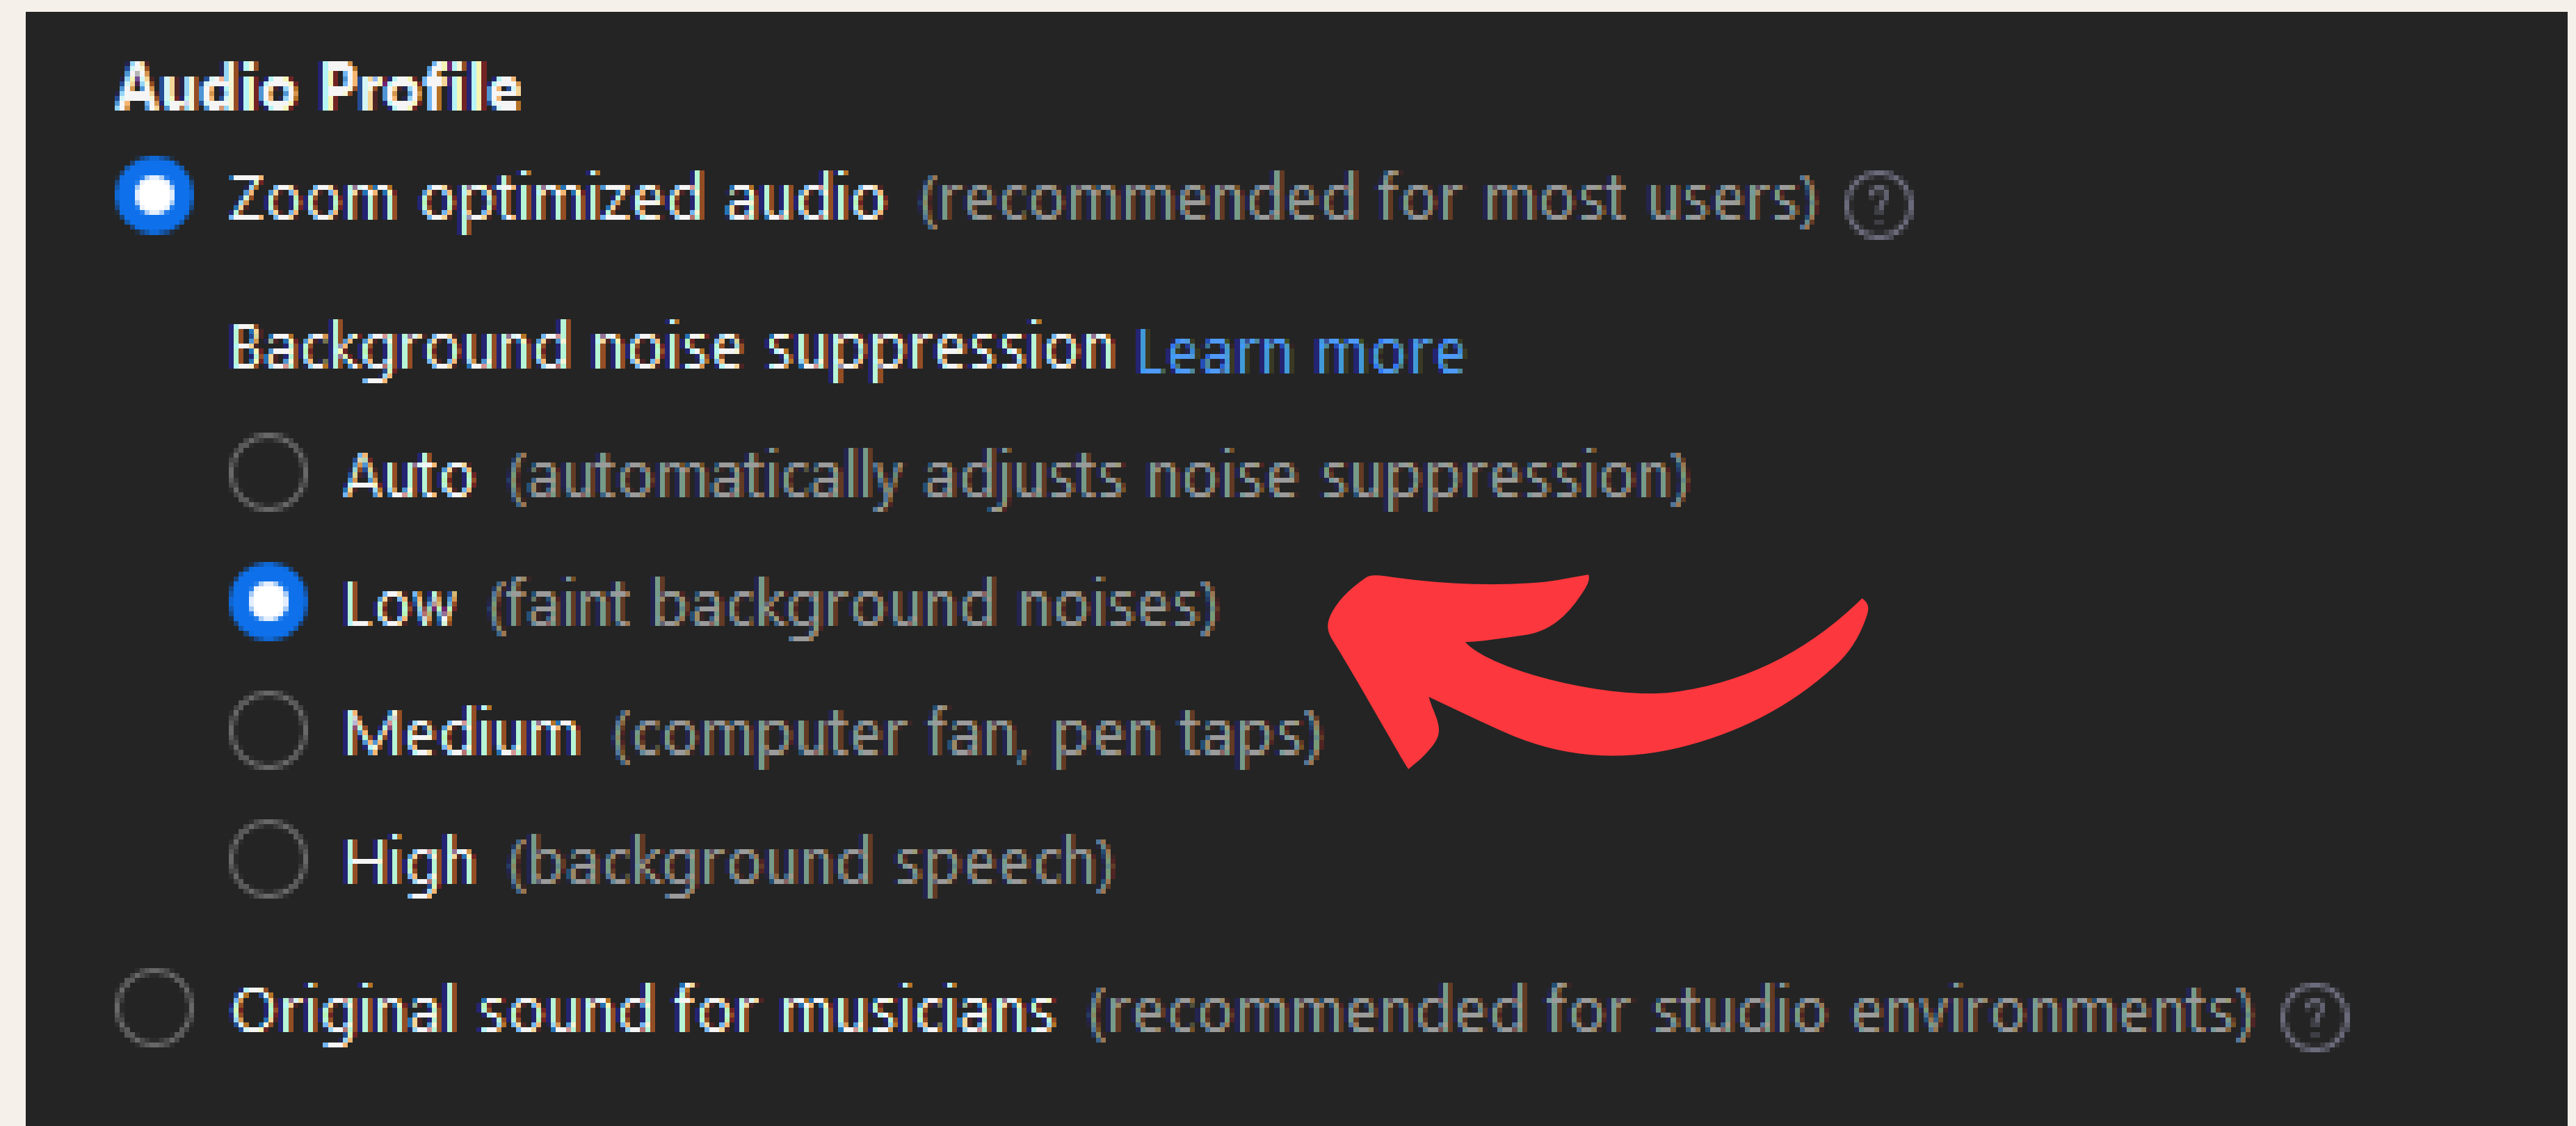 Audio Profile
Zoom optimized audio (recommended for most users) ?
Background noise suppression Learn more
Auto (automatically adjusts noise suppression)
Low (faint background noises)
Medium (computer fan, pen taps)
High (background speech)
Original sound for musicians (recommended for studio environments) ?